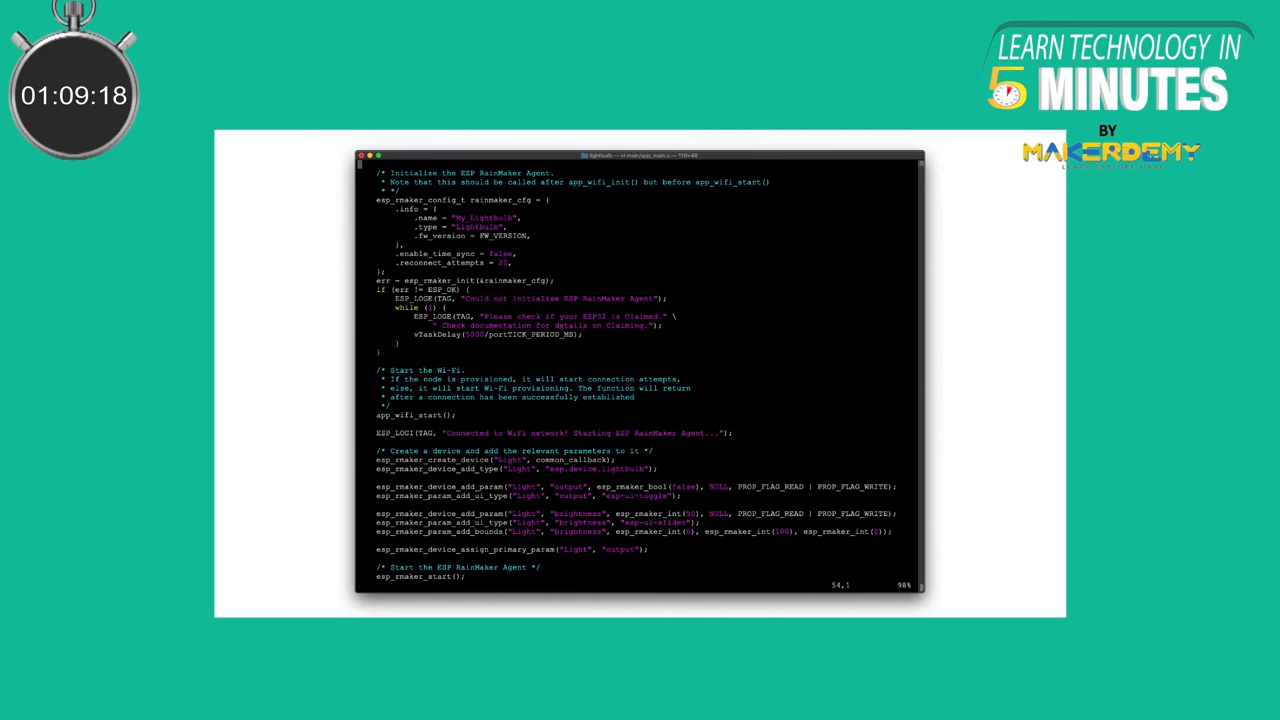 01:09:18
LEARN TECHNOLOGY IN
5 MINUTES
BY
MAKERDEMY
lightbulb — vi main/app_main.c — 119×48
/* Initialize the ESP RainMaker Agent.
* Note that this should be called after app_wifi_init() but before app_wifi_start()
* */
esp_rmaker_config_t rainmaker_cfg = {
.info = {
.name = "My_Lightbulb",
.type = "Lightbulb",
.fw_version = FW_VERSION,
},
.enable_time_sync = false,
.reconnect_attempts = 20,
};
err = esp_rmaker_init(&rainmaker_cfg);
if (err != ESP_OK) {
ESP_LOGE(TAG, "Could not initialise ESP RainMaker Agent");
while (1) {
ESP_LOGE(TAG, "Please check if your ESP32 is Claimed." \
" Check documentation for details on Claiming.");
vTaskDelay(5000/portTICK_PERIOD_MS);
}
}
/* Start the Wi-Fi.
* If the node is provisioned, it will start connection attempts,
* else, it will start Wi-Fi provisioning. The function will return
* after a connection has been successfully established
*/
app_wifi_start();
ESP_LOGI(TAG, "Connected to WiFi network! Starting ESP RainMaker Agent...");
/* Create a device and add the relevant parameters to it */
esp_rmaker_create_device("Light", common_callback);
esp_rmaker_device_add_type("Light", "esp.device.lightbulb");
esp_rmaker_device_add_param("Light", "output", esp_rmaker_bool(false), NULL, PROP_FLAG_READ | PROP_FLAG_WRITE);
esp_rmaker_param_add_ui_type("Light", "output", "esp-ui-toggle");
esp_rmaker_device_add_param("Light", "brightness", esp_rmaker_int(50), NULL, PROP_FLAG_READ | PROP_FLAG_WRITE);
esp_rmaker_param_add_ui_type("Light", "brightness", "esp-ui-slider");
esp_rmaker_param_add_bounds("Light", "brightness", esp_rmaker_int(0), esp_rmaker_int(100), esp_rmaker_int(0));
esp_rmaker_device_assign_primary_param("Light", "output");
/* Start the ESP RainMaker Agent */
esp_rmaker_start();
54,1 98%